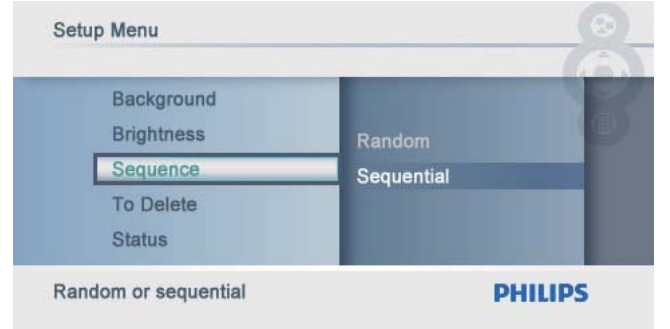 Setup Menu
Background
Brightness
Sequence
To Delete
Status
Random
Sequential
Random or sequential
PHILIPS